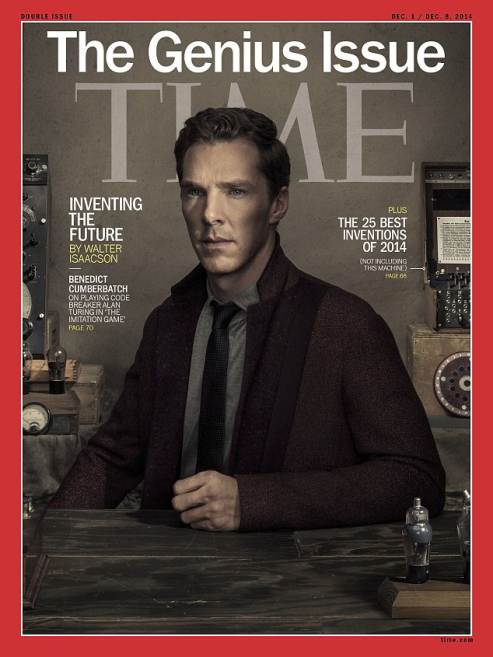 DOUBLE ISSUE
DEC. 1 / DEC. 8, 2014
The Genius Issue
TIME
INVENTING
THE
FUTURE
BY WALTER
ISAACSON
BENEDICT
CUMBERBATCH
ON PLAYING CODE
BREAKER ALAN
TURING IN 'THE
IMITATION GAME'
PAGE 70
PLUS
THE 25 BEST
INVENTIONS
OF 2014
(NOT INCLUDING
THIS MACHINE)
PAGE 66
time.com